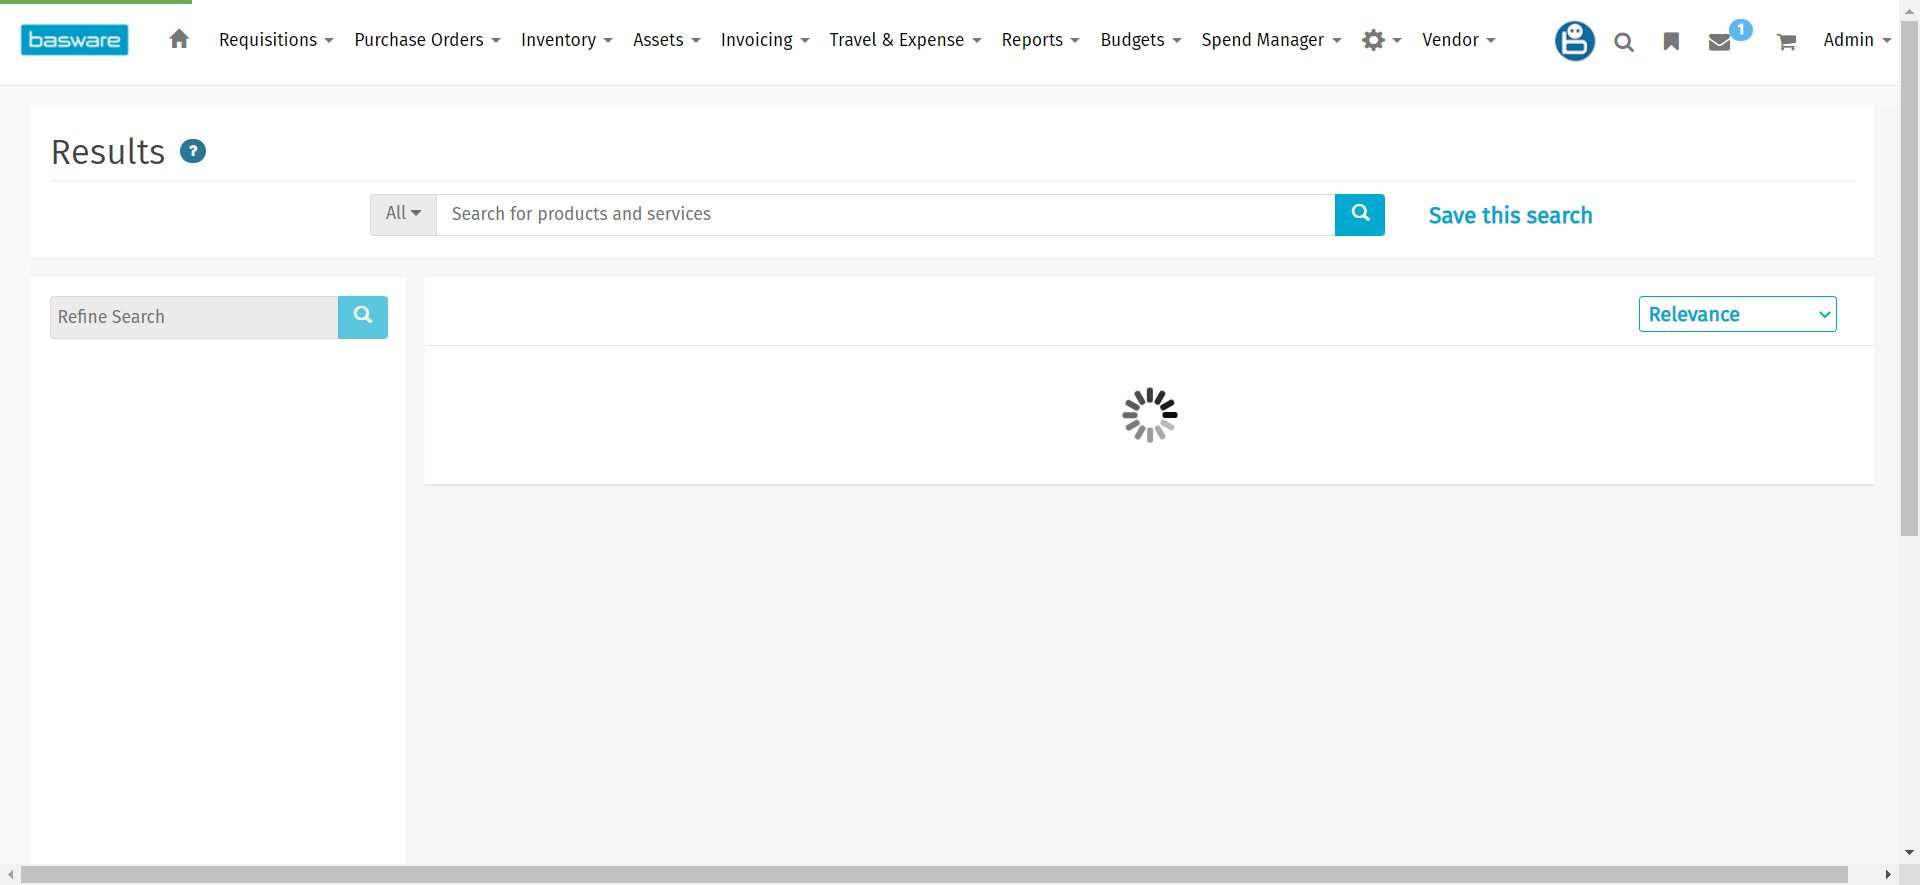 basware Requisitions Purchase Orders Inventory Assets Invoicing Travel & Expense Reports Budgets Spend Manager Vendor 1 Admin
Results ?
All Search for products and services Save this search
Refine Search Relevance